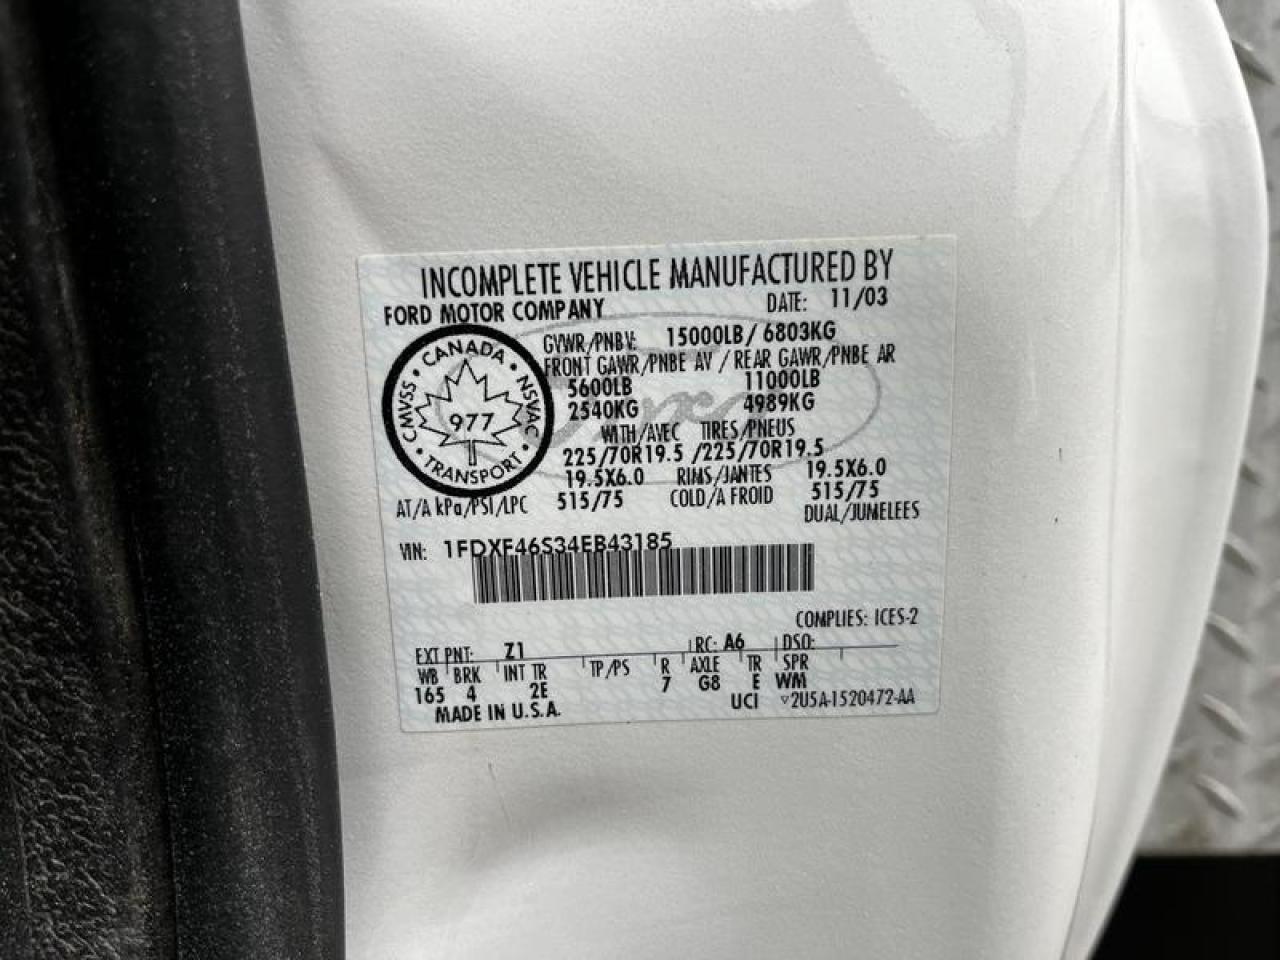 INCOMPLETE VEHICLE MANUFACTURED BY
FORD MOTOR COMPANY DATE: 11/03
GVWR/PNBV: 15000LB/ 6803KG
FRONT GAWR/PNBE AV / REAR GAWR/PNBE AR
5600LB 11000LB
2540KG 4989KG
WITH/AVEC TIRES/PNEUS
225/70R19.5 /225/70R19.5
19.5X6.0 RIMS/JANTES 19.5X6.0
AT/A kPa/PSI/LPC 515/75 COLD/A FROID 515/75
DUAL/JUMELEES
CANADA
CMVSS NSVAC
977
TRANSPORT
VIN: 1FDXF46S34EB43185
COMPLIES: ICES-2
EXT PNT: Z1 RC: A6 DSO:
WB BRK INT TR TP/PS R AXLE TR SPR
165 4 2E 7 G8 E WM
MADE IN U.S.A. UCI ▽2U5A-1520472-AA